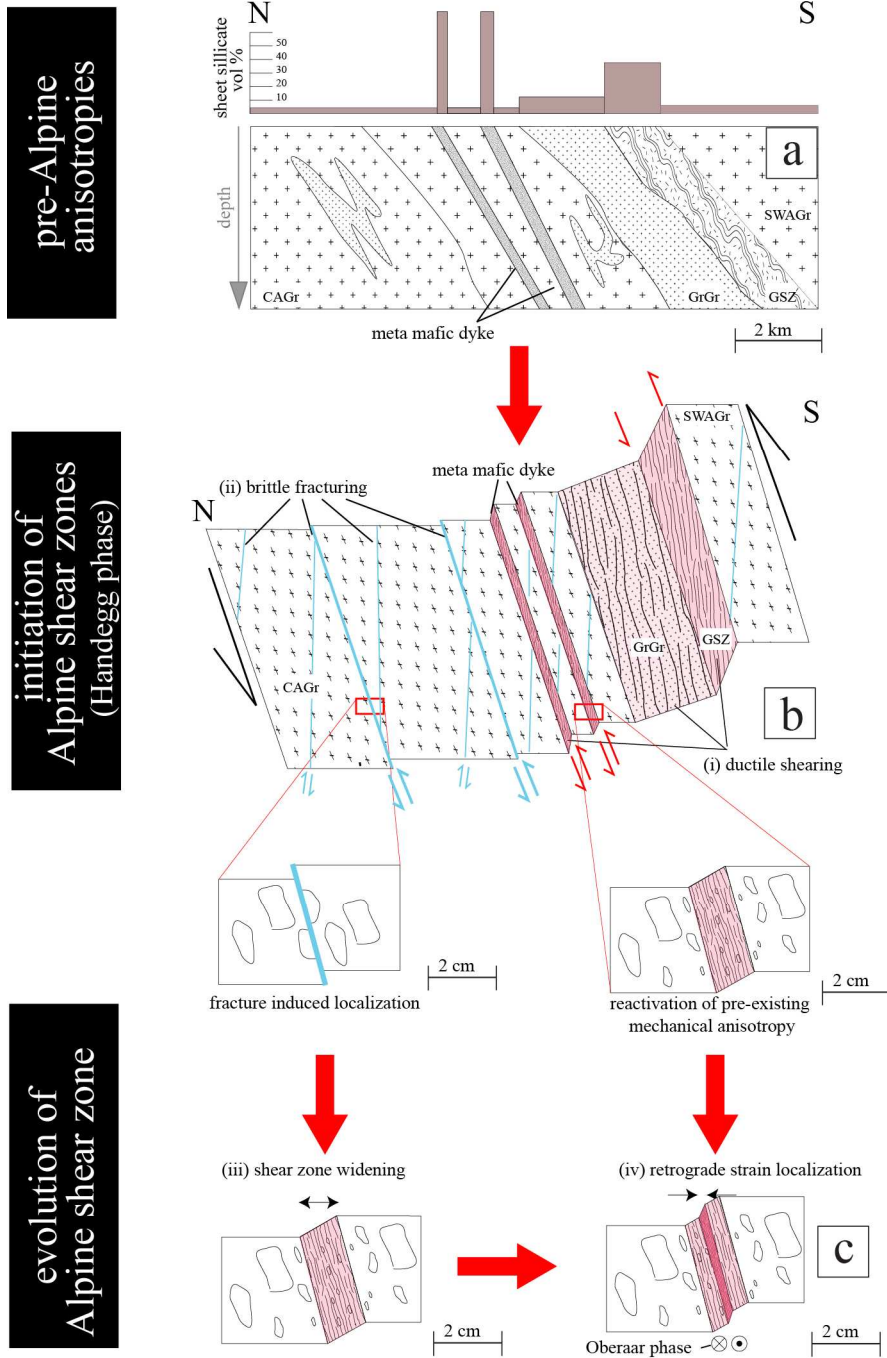 pre-Alpine
anisotropies
N
S
sheet sillicate
vol %
50
40
30
20
10
depth
a
SWAGr
CAGr
GrGr
GSZ
meta mafic dyke
2 km
initiation of
Alpine shear zones
(Handegg phase)
SWAGr
S
meta mafic dyke
(ii) brittle fracturing
N
GrGr
GSZ
CAGr
b
(i) ductile shearing
2 cm
2 cm
fracture induced localization
reactivation of pre-existing
mechanical anisotropy
evolution of
Alpine shear zone
(iii) shear zone widening
(iv) retrograde strain localization
c
2 cm
Oberaar phase
2 cm